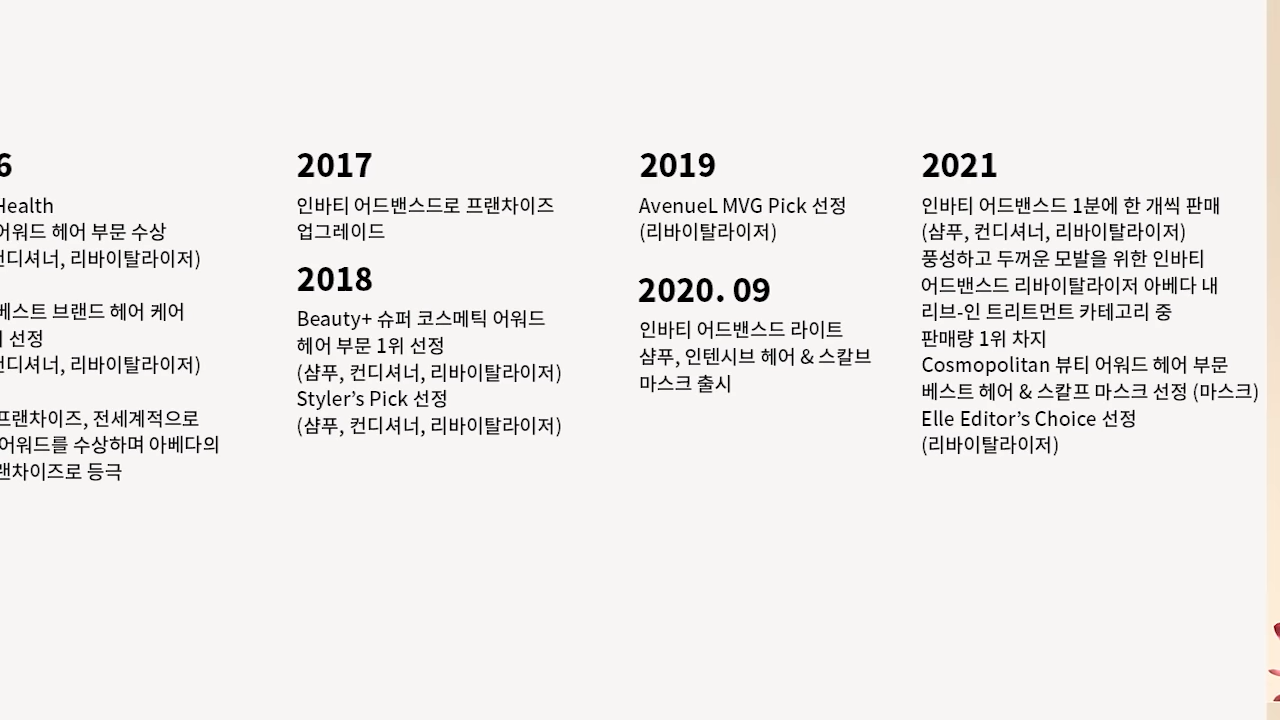 6
Health
어워드 헤어 부문 수상
컨디셔너, 리바이탈라이저)
베스트 브랜드 헤어 케어
선정
컨디셔너, 리바이탈라이저)
프랜차이즈, 전세계적으로
어워드를 수상하며 아베다의
랜차이즈로 등극
2017
인바티 어드밴스드로 프랜차이즈
업그레이드
2018
Beauty+ 슈퍼 코스메틱 어워드
헤어 부문 1위 선정
(샴푸, 컨디셔너, 리바이탈라이저)
Styler’s Pick 선정
(샴푸, 컨디셔너, 리바이탈라이저)
2019
AvenueL MVG Pick 선정
(리바이탈라이저)
2020. 09
인바티 어드밴스드 라이트
샴푸, 인텐시브 헤어 & 스칼브
마스크 출시
2021
인바티 어드밴스드 1분에 한 개씩 판매
(샴푸, 컨디셔너, 리바이탈라이저)
풍성하고 두꺼운 모발을 위한 인바티
어드밴스드 리바이탈라이저 아베다 내
리브-인 트리트먼트 카테고리 중
판매량 1위 차지
Cosmopolitan 뷰티 어워드 헤어 부문
베스트 헤어 & 스칼프 마스크 선정 (마스크)
Elle Editor’s Choice 선정
(리바이탈라이저)